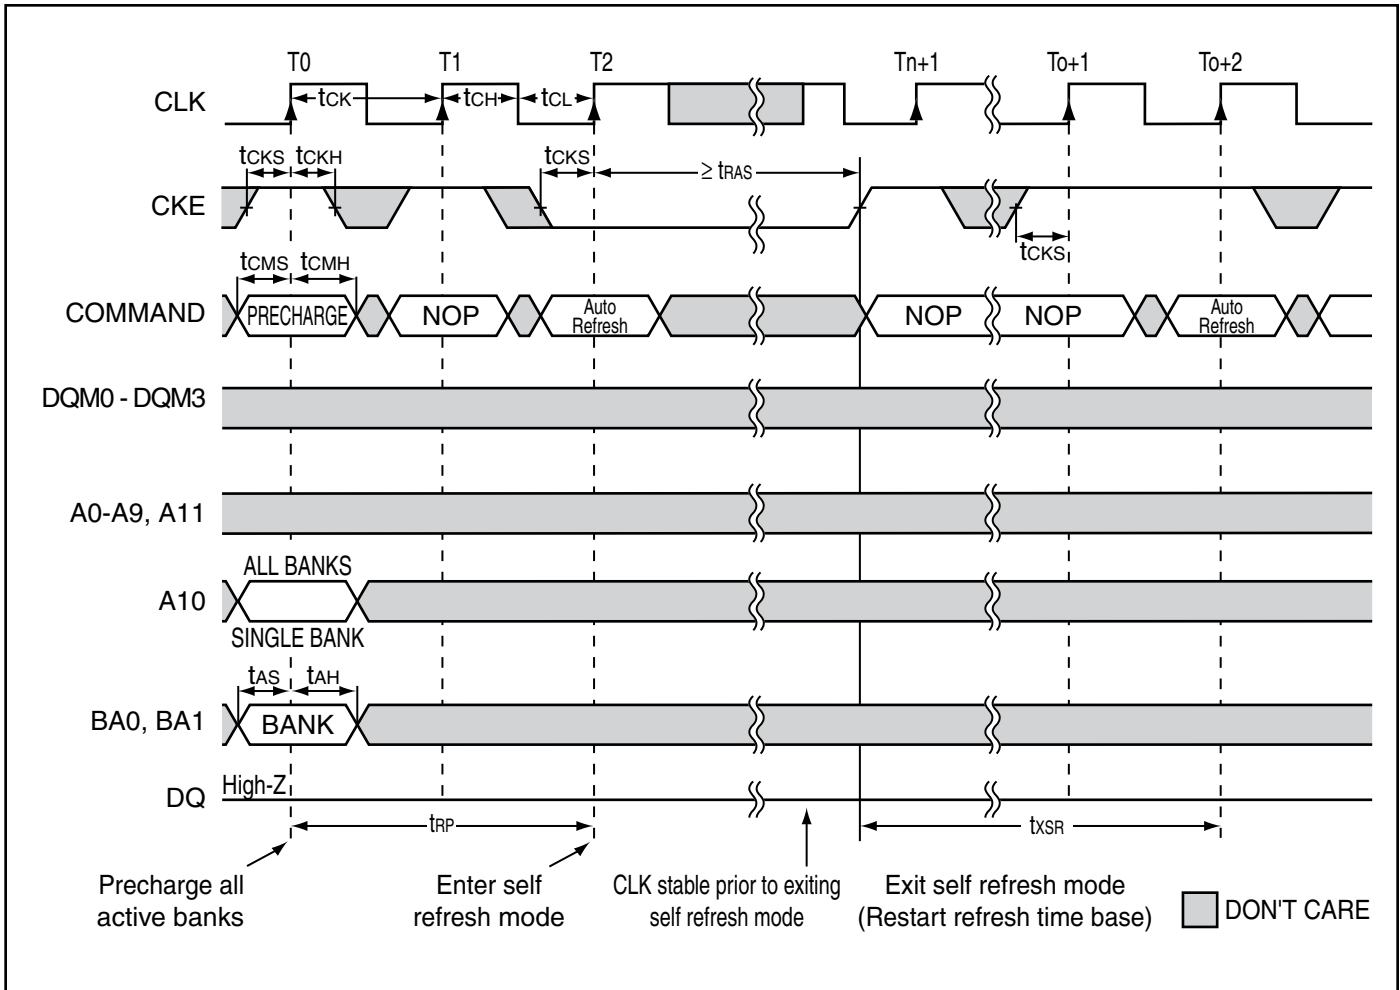 T0 T1 T2 Tn+1 To+1 To+2
CLK tCK tCH tCL
tCKS tCKH tCKS ≥ tRAS
CKE
tCKS
tCMS tCMH
COMMAND PRECHARGE NOP Auto Refresh NOP NOP Auto Refresh
DQM0 - DQM3
A0-A9, A11
ALL BANKS
A10
SINGLE BANK
tAS tAH
BA0, BA1 BANK
DQ High-Z
tRP tXSR
Precharge all
active banks
Enter self
refresh mode
CLK stable prior to exiting
self refresh mode
Exit self refresh mode
(Restart refresh time base)
DON'T CARE